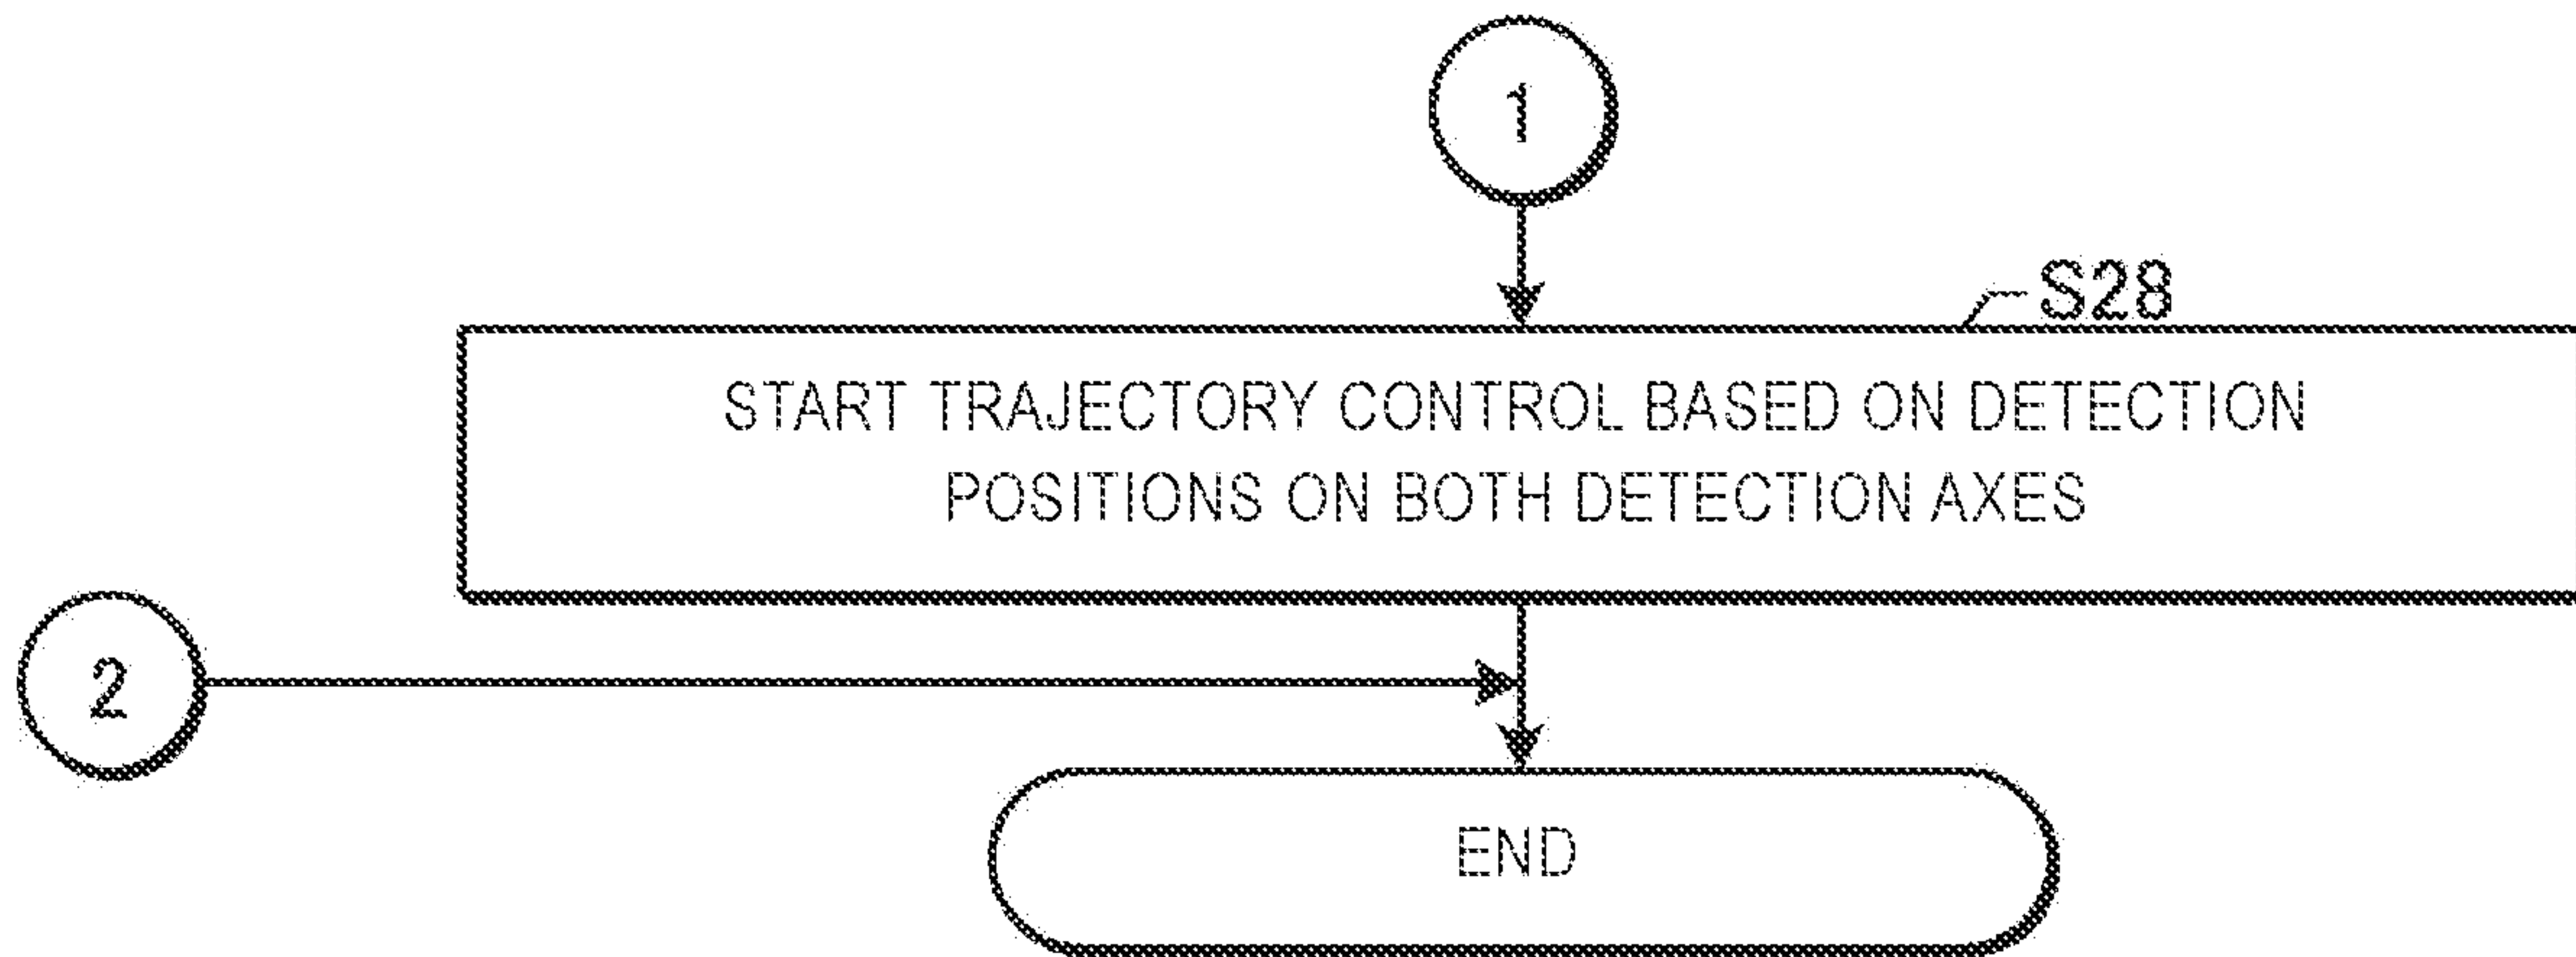 1
S28
START TRAJECTORY CONTROL BASED ON DETECTION
POSITIONS ON BOTH DETECTION AXES
2
END